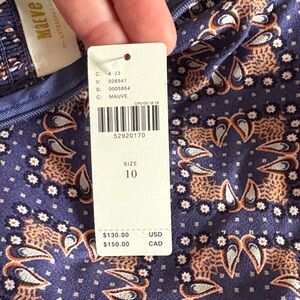 Maeve
C: 4 23
V: 026541
S: 0005954
C: MAUVE
52920170
SIZE
10
$130.00 USD
$150.00 CAD